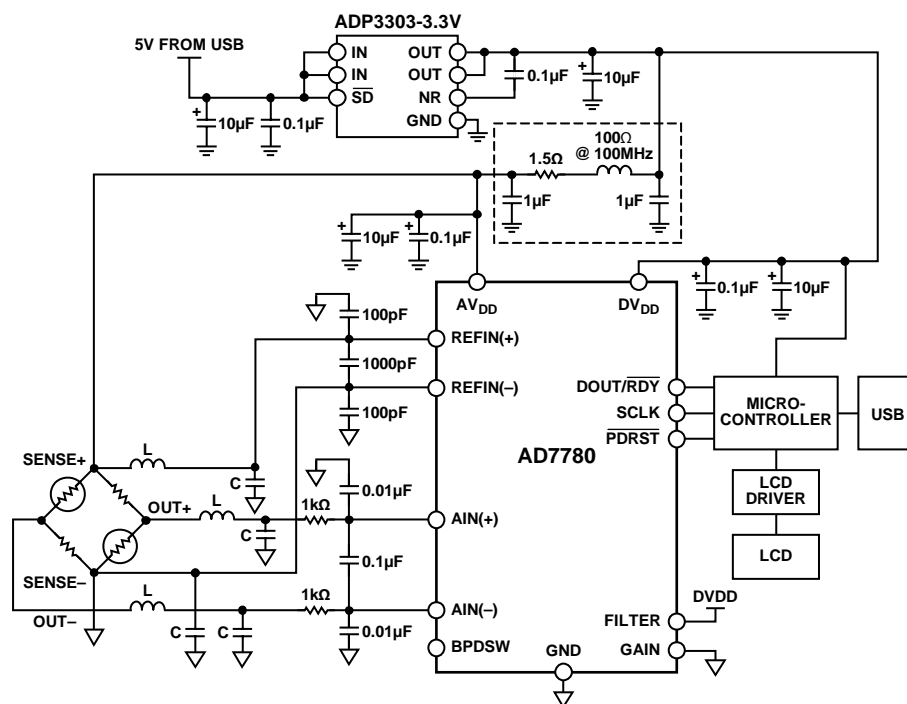 ADP3303-3.3V
5V FROM USB
IN
IN
SD
OUT
OUT
NR
GND
10µF
0.1µF
+
0.1µF
+
10µF
+
100Ω
@ 100MHz
1.5Ω
1µF
1µF
+
10µF
+
0.1µF
+
0.1µF
+
10µF
AVDD
DVDD
100pF
REFIN(+)
1000pF
REFIN(–)
100pF
DOUT/RDY
SCLK
PDRST
MICRO-
CONTROLLER
USB
AD7780
LCD
DRIVER
LCD
SENSE+
L
C
0.01µF
OUT+
L
1kΩ
C
AIN(+)
0.1µF
SENSE–
L
1kΩ
AIN(–)
OUT–
C
C
0.01µF
BPDSW
GND
DVDD
FILTER
GAIN